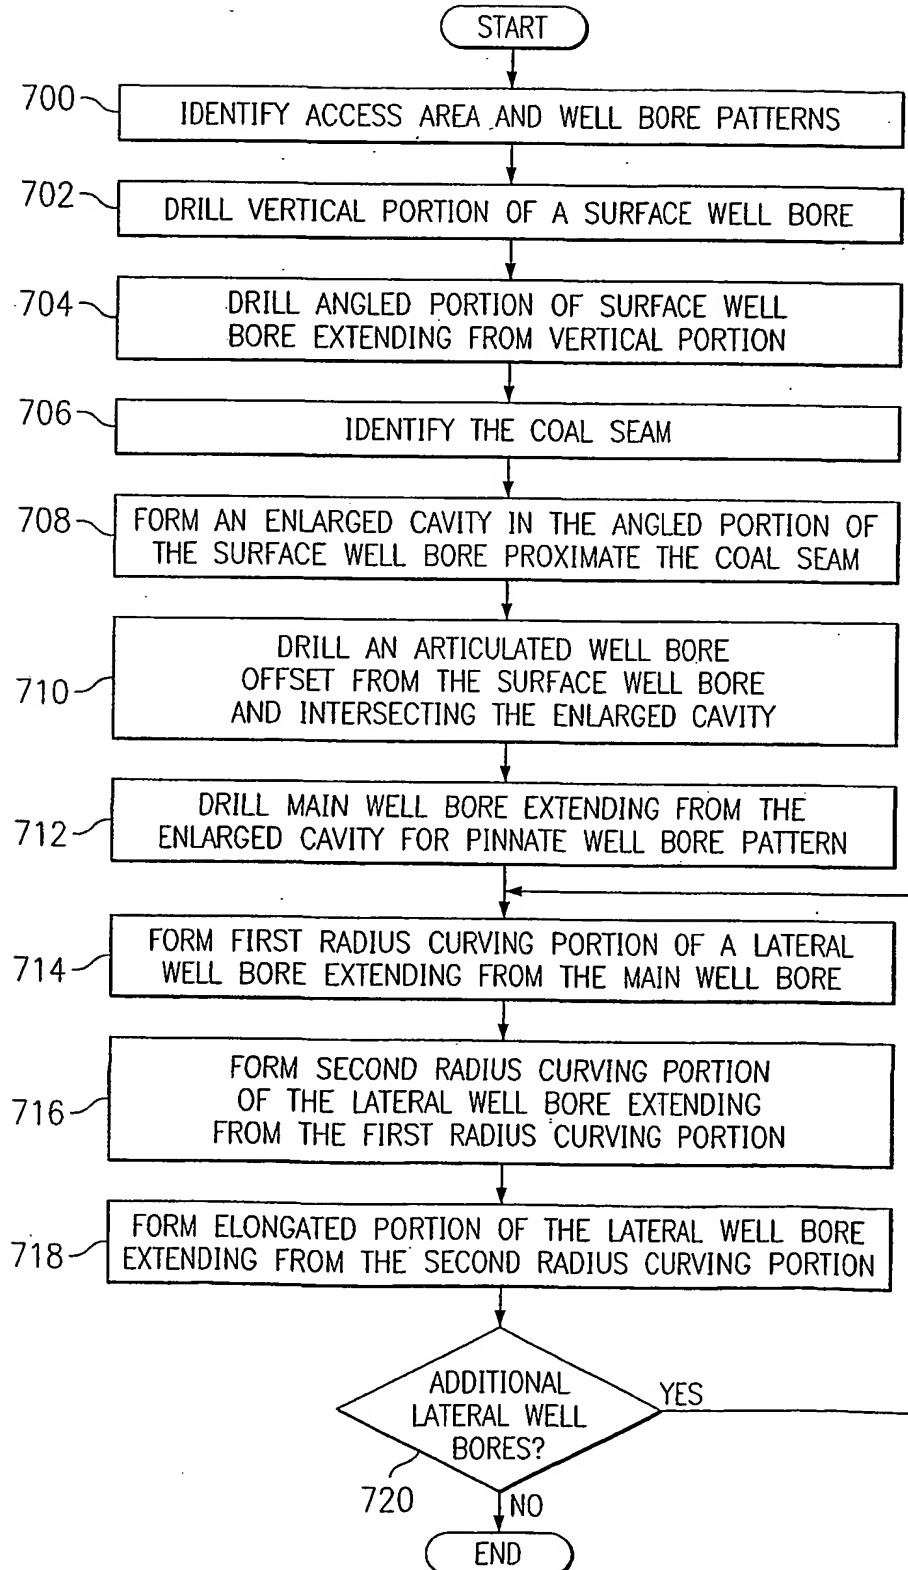 START
700
IDENTIFY ACCESS AREA AND WELL BORE PATTERNS
702
DRILL VERTICAL PORTION OF A SURFACE WELL BORE
704
DRILL ANGLED PORTION OF SURFACE WELL
BORE EXTENDING FROM VERTICAL PORTION
706
IDENTIFY THE COAL SEAM
708
FORM AN ENLARGED CAVITY IN THE ANGLED PORTION OF
THE SURFACE WELL BORE PROXIMATE THE COAL SEAM
710
DRILL AN ARTICULATED WELL BORE
OFFSET FROM THE SURFACE WELL BORE
AND INTERSECTING THE ENLARGED CAVITY
712
DRILL MAIN WELL BORE EXTENDING FROM THE
ENLARGED CAVITY FOR PINNATE WELL BORE PATTERN
714
FORM FIRST RADIUS CURVING PORTION OF A LATERAL
WELL BORE EXTENDING FROM THE MAIN WELL BORE
716
FORM SECOND RADIUS CURVING PORTION
OF THE LATERAL WELL BORE EXTENDING
FROM THE FIRST RADIUS CURVING PORTION
718
FORM ELONGATED PORTION OF THE LATERAL WELL BORE
EXTENDING FROM THE SECOND RADIUS CURVING PORTION
ADDITIONAL
LATERAL WELL
BORES?
YES
720
NO
END